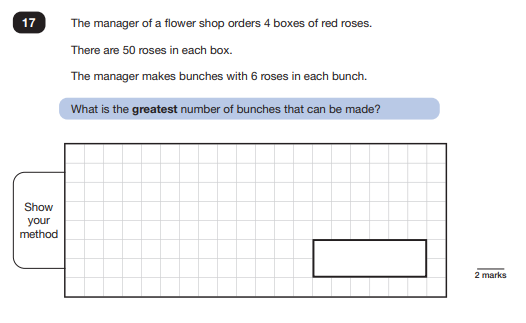 17
The manager of a flower shop orders 4 boxes of red roses.
There are 50 roses in each box.
The manager makes bunches with 6 roses in each bunch.
What is the greatest number of bunches that can be made?
Show
your
method
2 marks